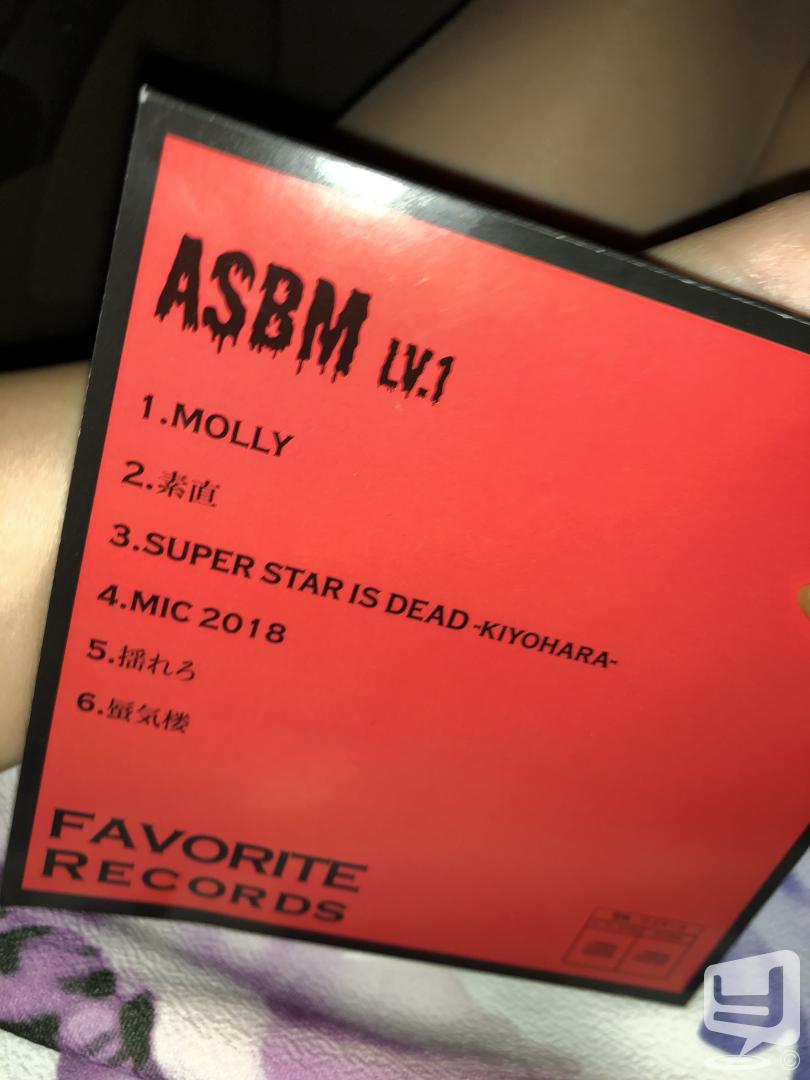 ASBM LV.1
1.MOLLY
2.素直
3.SUPER STAR IS DEAD -KIYOHARA-
4.MIC 2018
5.揺れろ
6.蜃気楼
FAVORITE
RECORDS